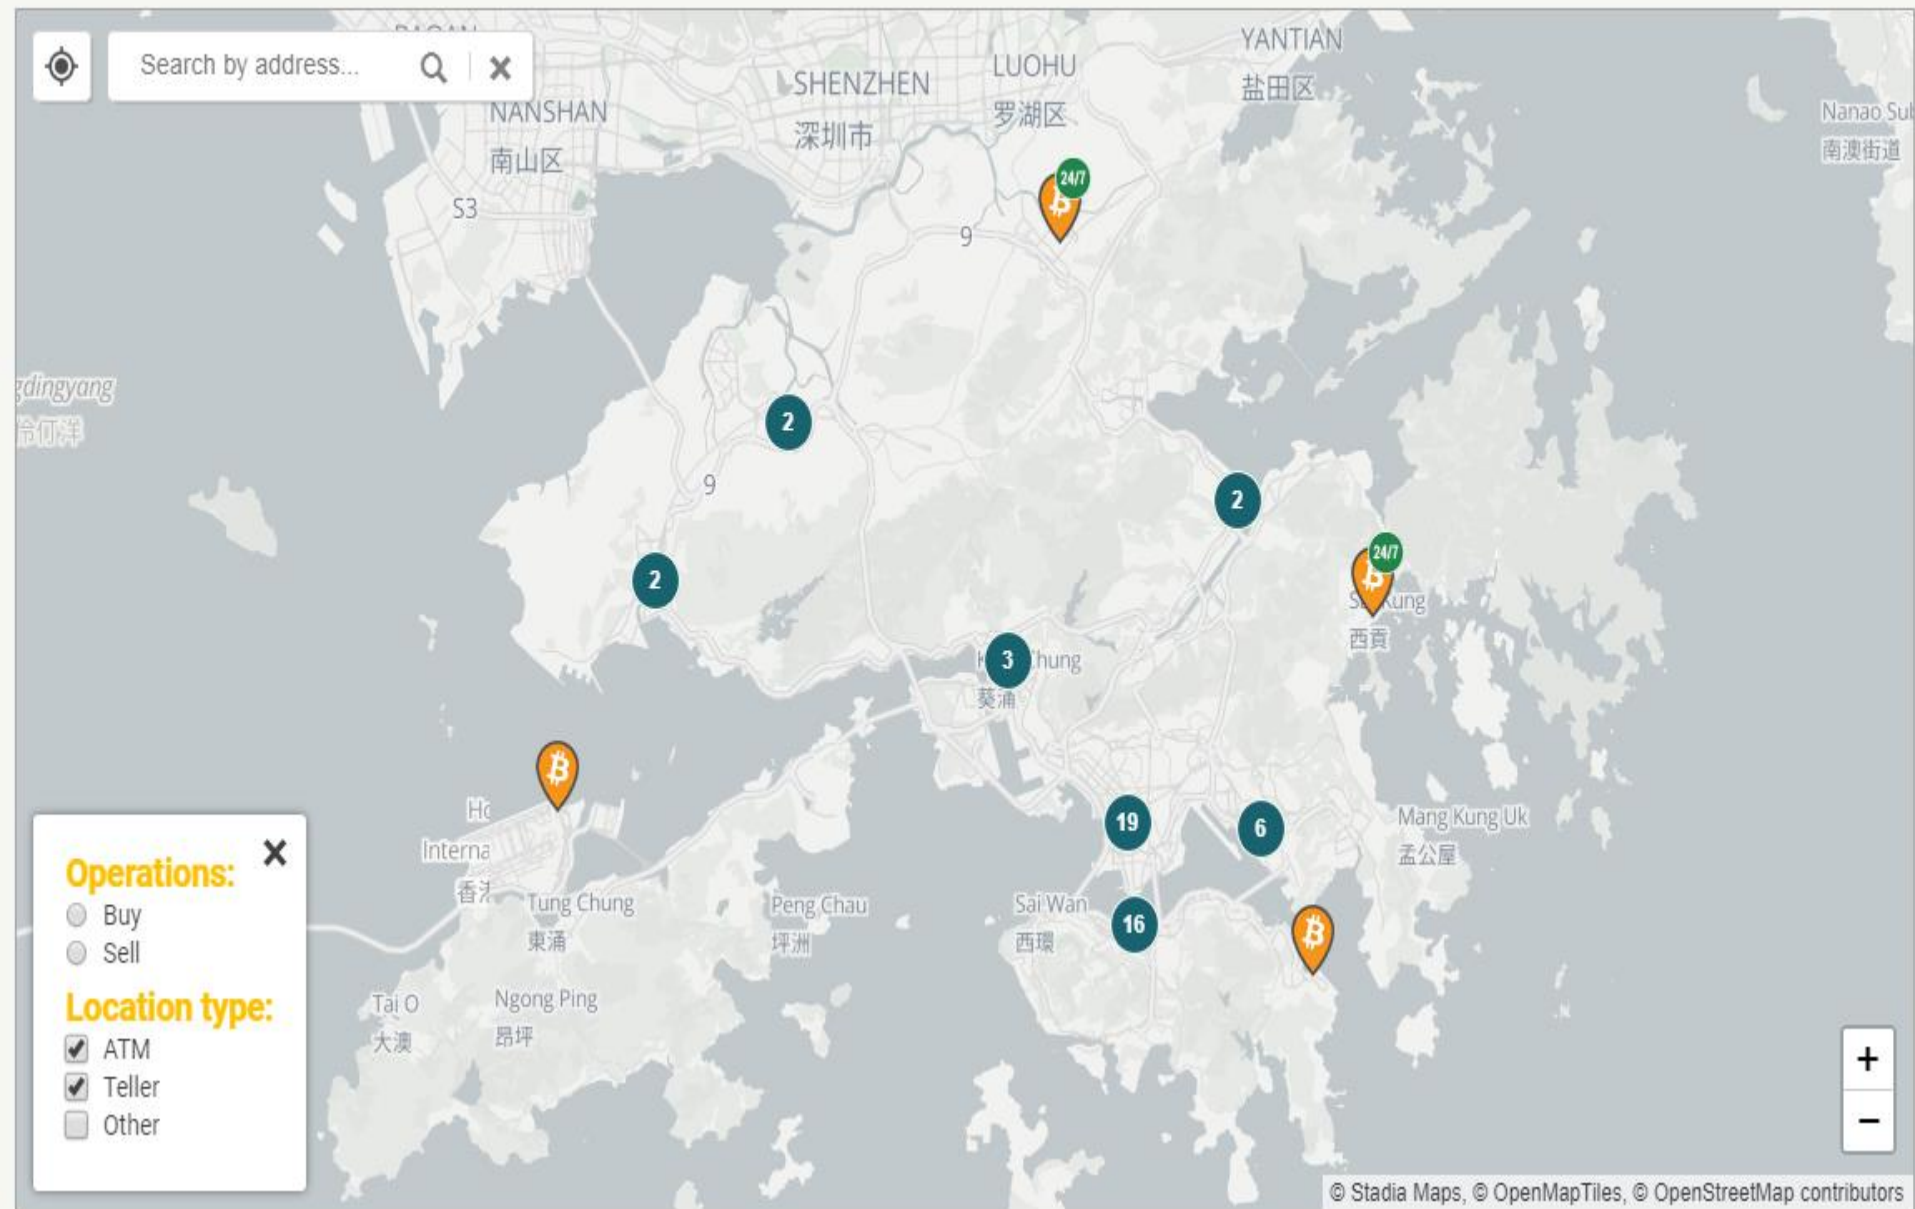 Search by address...
YANTIAN
盐田区
LUOHU
罗湖区
SHENZHEN
深圳市
NANSHAN
南山区
Nanao
南澳街道
S3
24/7
9
2
9
2
2
24/7
Kung
西貢
3
葵涌
19
6
Mang Kung Uk
孟公屋
16
Sai Wan
西環
Peng Chau
坪洲
Tung Chung
東涌
Tai O
大澳
Ngong Ping
昂坪
Operations:
Buy
Sell
Location type:
ATM
Teller
Other
+
−
© Stadia Maps, © OpenMapTiles, © OpenStreetMap contributors